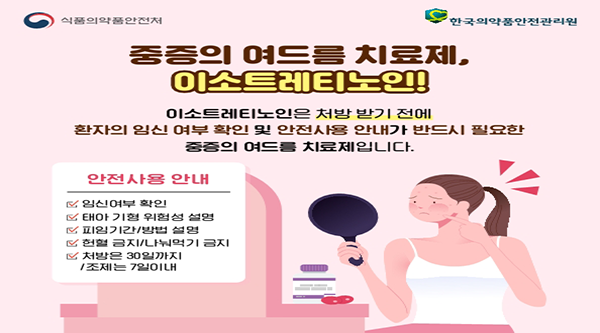 식품의약품안전처
한국의약품안전관리원
중증의 여드름 치료제,
이소트레티노인!
이소트레티노인은 처방 받기 전에
환자의 임신 여부 확인 및 안전사용 안내가 반드시 필요한
중증의 여드름 치료제입니다.
안전사용 안내
임신여부 확인
태아 기형 위험성 설명
피임기간/방법 설명
헌혈 금지/나눠먹기 금지
처방은 30일까지
/조제는 7일이내